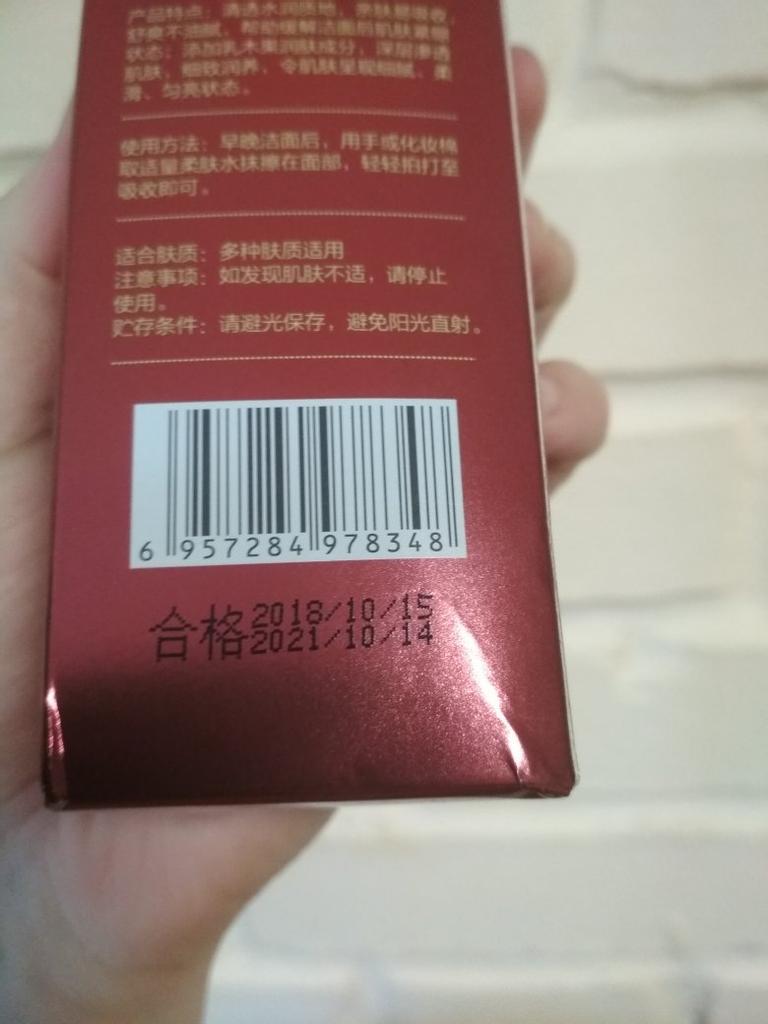 产品特点：清透水润质地，亲肤易吸收，
舒爽不油腻，帮助缓解洁面后肌肤紧绷
状态；添加乳木果润肤成分，深层渗透
肌肤，细致润养，令肌肤呈现细腻、柔
滑、匀亮状态。
使用方法：早晚洁面后，用手或化妆棉
取适量柔肤水抹擦在面部，轻轻拍打至
吸收即可。
适合肤质：多种肤质适用
注意事项：如发现肌肤不适，请停止
使用。
贮存条件：请避光保存，避免阳光直射。
6 957284 978348
合格 2018/10/15
2021/10/14